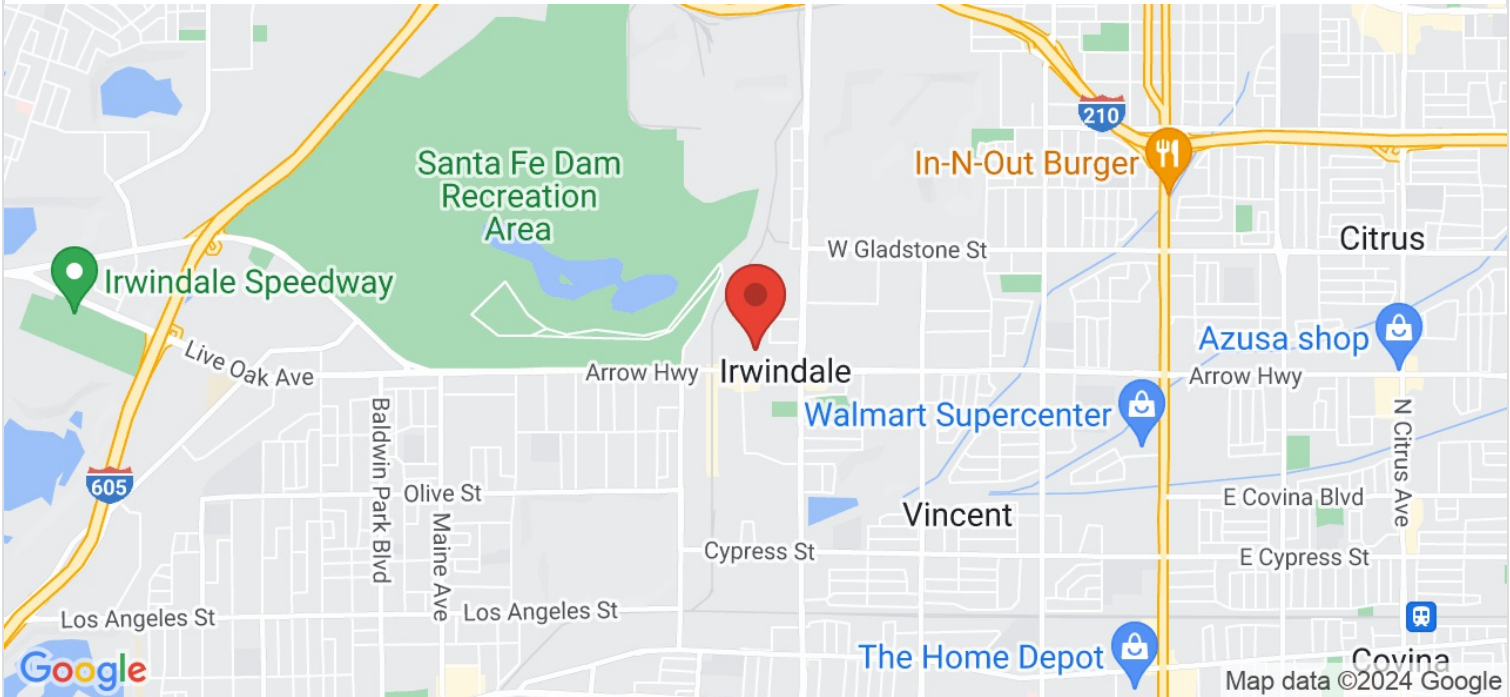 210
Santa Fe Dam
Recreation
Area
In-N-Out Burger
W Gladstone St
Citrus
Irwindale Speedway
Azusa shop
Live Oak Ave
Arrow Hwy
Irwindale
Arrow Hwy
Walmart Supercenter
Baldwin Park Blvd
N Citrus Ave
605
Olive St
Maine Ave
E Covina Blvd
Vincent
Cypress St
E Cypress St
Los Angeles St
Los Angeles St
The Home Depot
Covina
Google
Map data ©2024 Google